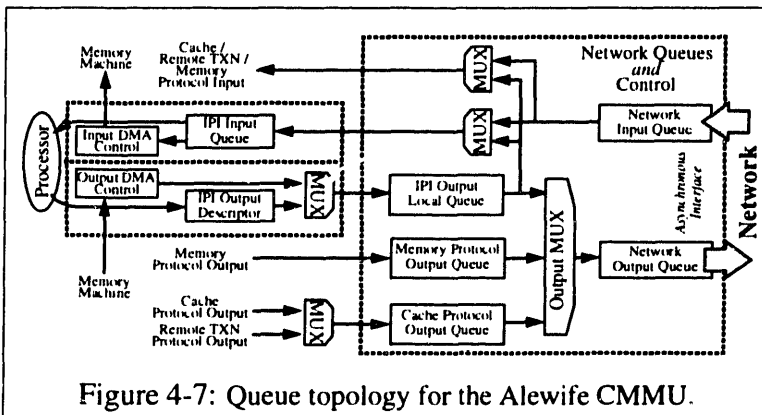 Memory
Machine
Cache /
Remote TXN /
Memory
Protocol Input
MUX
Network Queues
and
Control
Network
Input Queue
MUX
Input DMA
Control
IPI Input
Queue
Processor
Output DMA
Control
IPI Output
Descriptor
MUX
IPI Output
Local Queue
Asynchronous
Interface
Network
Memory
Protocol Output
Memory Protocol
Output Queue
Output MUX
Network
Output Queue
Memory
Machine
Cache
Protocol Output
Remote TXN
Protocol Output
MUX
Cache Protocol
Output Queue
Figure 4-7: Queue topology for the Alewife CMMU.